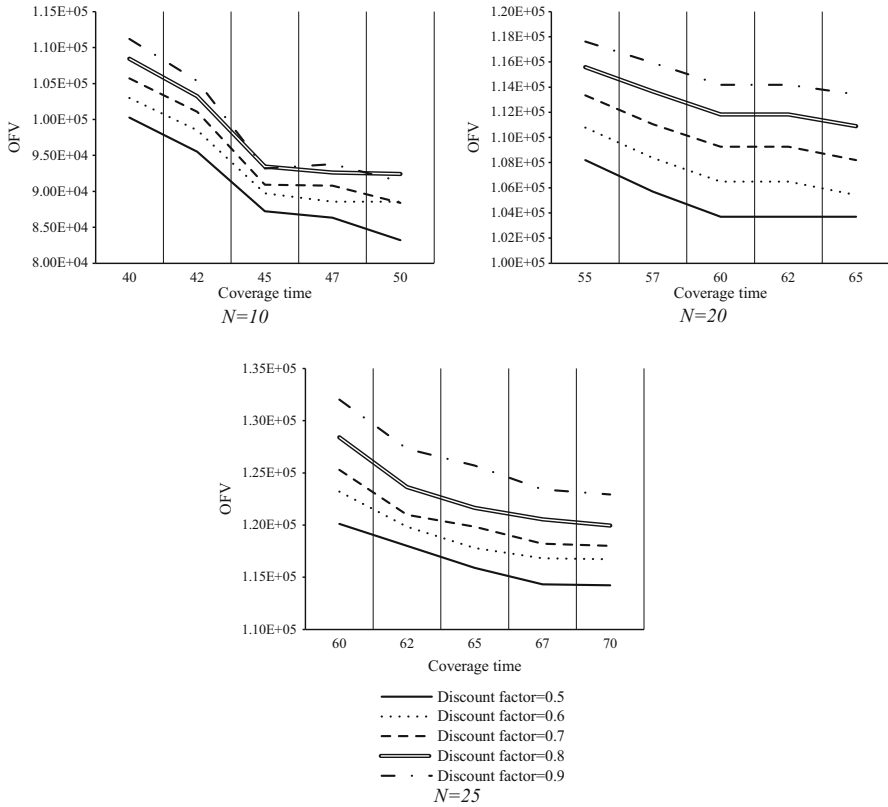 OFV
1.15E+05
1.10E+05
1.05E+05
1.00E+05
9.50E+04
9.00E+04
8.50E+04
8.00E+04
40 42 45 47 50
Coverage time
N=10
OFV
1.20E+05
1.18E+05
1.16E+05
1.14E+05
1.12E+05
1.10E+05
1.08E+05
1.06E+05
1.04E+05
1.02E+05
1.00E+05
55 57 60 62 65
Coverage time
N=20
OFV
1.35E+05
1.30E+05
1.25E+05
1.20E+05
1.15E+05
1.10E+05
60 62 65 67 70
Coverage time
Discount factor=0.5
Discount factor=0.6
Discount factor=0.7
Discount factor=0.8
Discount factor=0.9
N=25